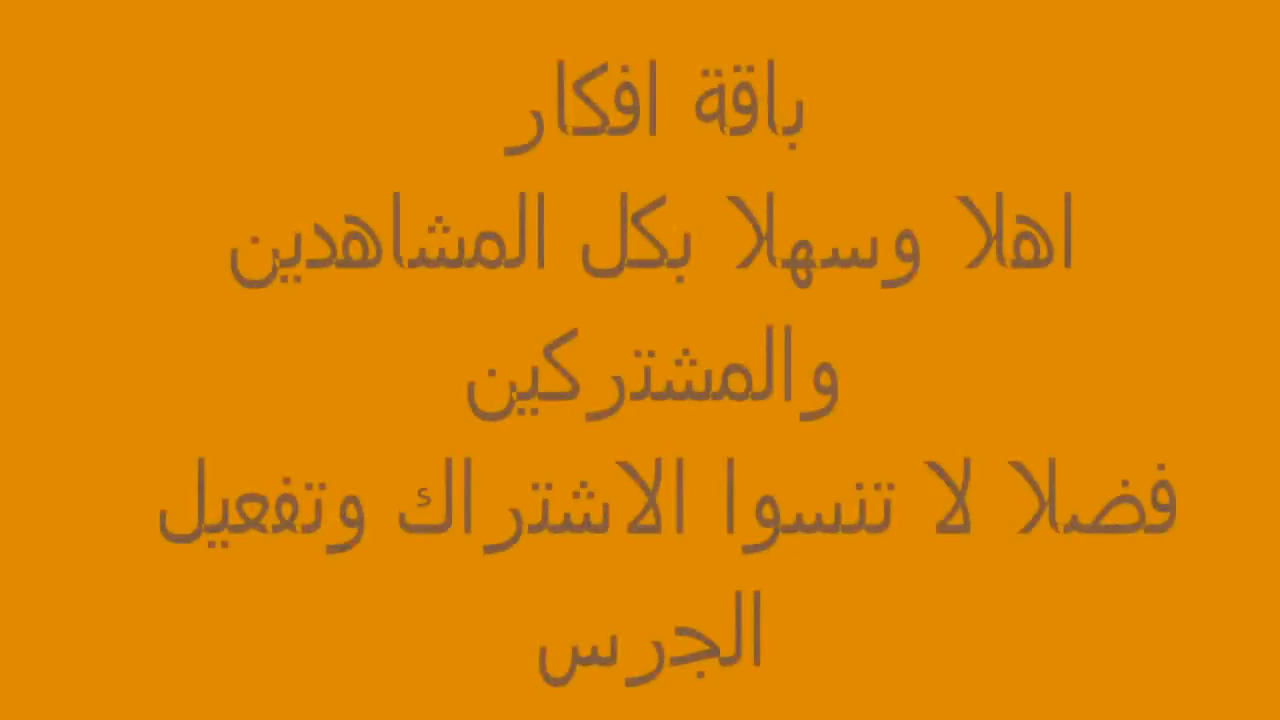 باقة افكار
اهلا وسهلا بكل المشاهدين
والمشتركين
فضلا لا تنسوا الاشتراك وتفعيل
الجرس